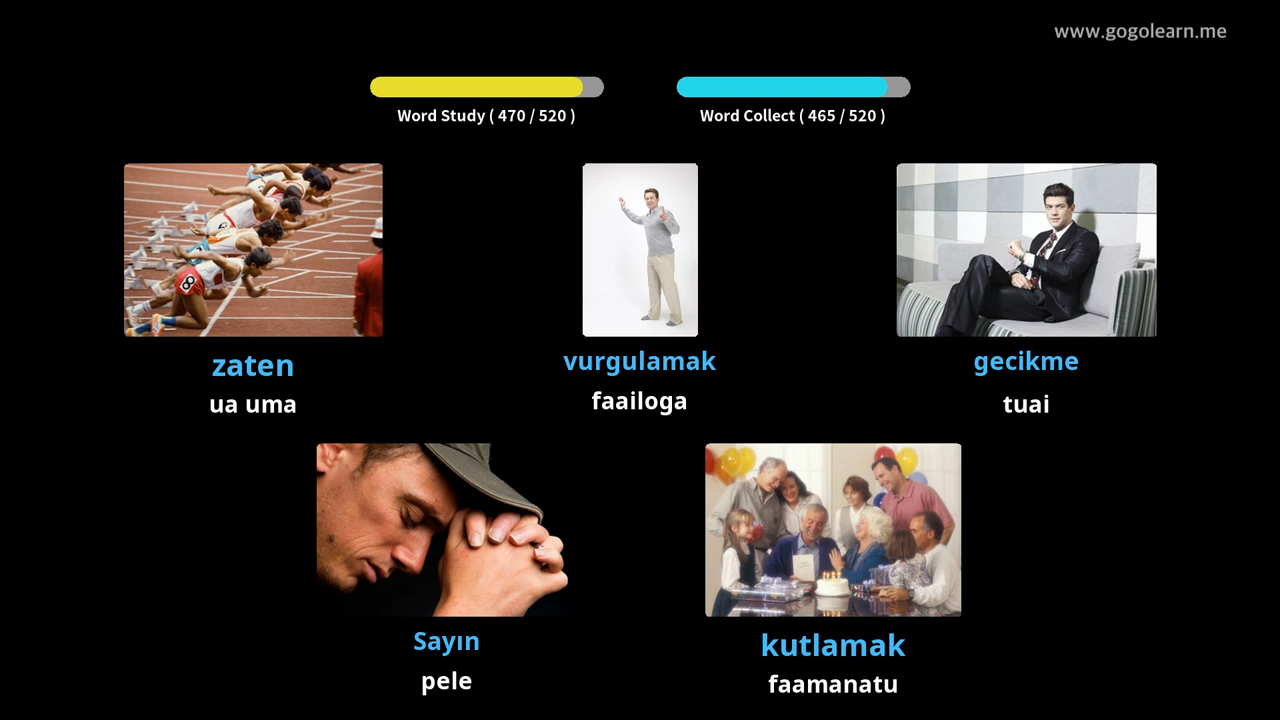 www.gogolearn.me
Word Study ( 470 / 520 )
Word Collect ( 465 / 520 )
8
zaten
ua uma
vurgulamak
faailoga
gecikme
tuai
Sayın
pele
kutlamak
faamanatu